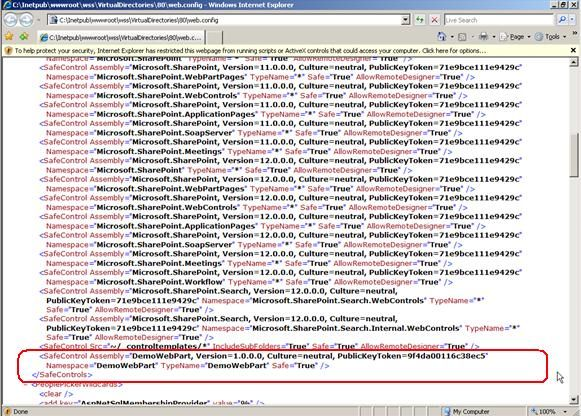 C:\Inetpub\wwwroot\wss\VirtualDirectories\80\web.config - Windows Internet Explorer
C:\Inetpub\wwwroot\wss\VirtualDirectories\80\web.config
Live Search
C:\Inetpub\wwwroot\wss\VirtualDirectories\80\web.c...
Page
Tools
To help protect your security, Internet Explorer has restricted this webpage from running scripts or ActiveX controls that could access your computer. Click here for options...
Namespace="Microsoft.SharePoint" TypeName="*" Safe="True" AllowRemoteDesigner="True" />
<SafeControl Assembly="Microsoft.SharePoint, Version=11.0.0.0, Culture=neutral, PublicKeyToken=71e9bce111e9429c"
Namespace="Microsoft.SharePoint.WebPartPages" TypeName="*" Safe="True" AllowRemoteDesigner="True" />
<SafeControl Assembly="Microsoft.SharePoint, Version=11.0.0.0, Culture=neutral, PublicKeyToken=71e9bce111e9429c"
Namespace="Microsoft.SharePoint.WebControls" TypeName="*" Safe="True" AllowRemoteDesigner="True" />
<SafeControl Assembly="Microsoft.SharePoint, Version=11.0.0.0, Culture=neutral, PublicKeyToken=71e9bce111e9429c"
Namespace="Microsoft.SharePoint.ApplicationPages" TypeName="*" Safe="True" AllowRemoteDesigner="True" />
<SafeControl Assembly="Microsoft.SharePoint, Version=11.0.0.0, Culture=neutral, PublicKeyToken=71e9bce111e9429c"
Namespace="Microsoft.SharePoint.SoapServer" TypeName="*" Safe="True" AllowRemoteDesigner="True" />
<SafeControl Assembly="Microsoft.SharePoint, Version=11.0.0.0, Culture=neutral, PublicKeyToken=71e9bce111e9429c"
Namespace="Microsoft.SharePoint.Meetings" TypeName="*" Safe="True" AllowRemoteDesigner="True" />
<SafeControl Assembly="Microsoft.SharePoint, Version=12.0.0.0, Culture=neutral, PublicKeyToken=71e9bce111e9429c"
Namespace="Microsoft.SharePoint" TypeName="*" Safe="True" AllowRemoteDesigner="True" />
<SafeControl Assembly="Microsoft.SharePoint, Version=12.0.0.0, Culture=neutral, PublicKeyToken=71e9bce111e9429c"
Namespace="Microsoft.SharePoint.WebPartPages" TypeName="*" Safe="True" AllowRemoteDesigner="True" />
<SafeControl Assembly="Microsoft.SharePoint, Version=12.0.0.0, Culture=neutral, PublicKeyToken=71e9bce111e9429c"
Namespace="Microsoft.SharePoint.WebControls" TypeName="*" Safe="True" AllowRemoteDesigner="True" />
<SafeControl Assembly="Microsoft.SharePoint, Version=12.0.0.0, Culture=neutral, PublicKeyToken=71e9bce111e9429c"
Namespace="Microsoft.SharePoint.ApplicationPages" TypeName="*" Safe="True" AllowRemoteDesigner="True" />
<SafeControl Assembly="Microsoft.SharePoint, Version=12.0.0.0, Culture=neutral, PublicKeyToken=71e9bce111e9429c"
Namespace="Microsoft.SharePoint.SoapServer" TypeName="*" Safe="True" AllowRemoteDesigner="True" />
<SafeControl Assembly="Microsoft.SharePoint, Version=12.0.0.0, Culture=neutral, PublicKeyToken=71e9bce111e9429c"
Namespace="Microsoft.SharePoint.Meetings" TypeName="*" Safe="True" AllowRemoteDesigner="True" />
<SafeControl Assembly="Microsoft.SharePoint, Version=12.0.0.0, Culture=neutral, PublicKeyToken=71e9bce111e9429c"
Namespace="Microsoft.SharePoint.Workflow" TypeName="*" Safe="True" AllowRemoteDesigner="True" />
<SafeControl Assembly="Microsoft.SharePoint.Search, Version=12.0.0.0, Culture=neutral,
PublicKeyToken=71e9bce111e9429c" Namespace="Microsoft.SharePoint.Search.WebControls" TypeName="*"
Safe="True" AllowRemoteDesigner="True" />
<SafeControl Assembly="Microsoft.SharePoint.Search, Version=12.0.0.0, Culture=neutral,
PublicKeyToken=71e9bce111e9429c" Namespace="Microsoft.SharePoint.Search.Internal.WebControls" TypeName="*"
Safe="True" AllowRemoteDesigner="True" />
<SafeControl Src="~/_controltemplates/*" IncludeSubFolders="True" Safe="True" AllowRemoteDesigner="True" />
<SafeControl Assembly="DemoWebPart, Version=1.0.0.0, Culture=neutral, PublicKeyToken=9f4da00116c38ec5"
Namespace="DemoWebPart" TypeName="DemoWebPart" Safe="True" />
</SafeControls>
- <PeoplePickerWildcards>
<clear />
<add key="AspNetSqlMembershipProvider" value="%" />
Done
My Computer
100%